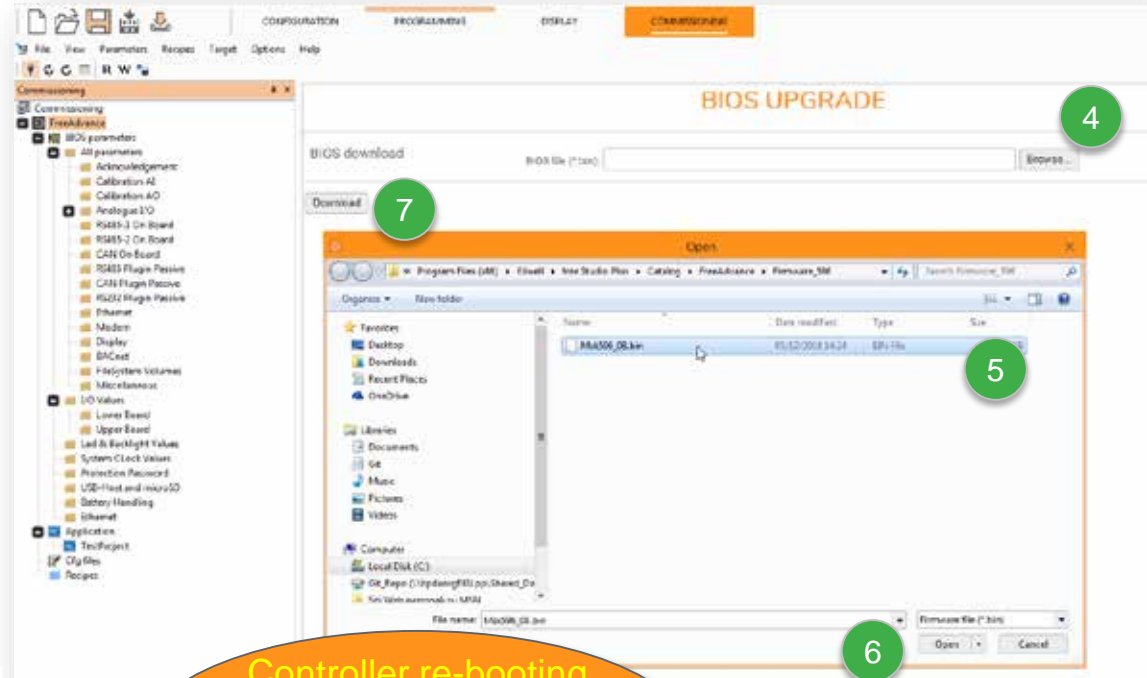 CONFIGURATION PROGRAMMING DISPLAY COMMISSIONING
File View Parameters Recipes Target Options Help
R W
Commissioning
Commissioning
FreeAdvance
BIOS parameters
All parameters
Acknowledgement
Calibration AI
Calibration AO
Analogue I/O
RS485-1 On Board
RS485-2 On Board
CAN On Board
RS485 Plugin Passive
CAN Plugin Passive
RS232 Plugin Passive
Ethernet
Modem
Display
BACnet
FileSystem Volumes
Miscellaneous
I/O Values
Lower Board
Upper Board
Led & Backlight Values
System Clock Values
Protection Password
USB-Host and microSD
Battery Handling
Ethernet
Application
TestProject
Cfg files
Recipes
BIOS UPGRADE
4
BIOS download
BIOS file (*.bin)
Browse...
Download
7
Open
Program Files (x86) Eliwell free Studio Plus Catalog FreeAdvance Firmware_SW
Organize New folder
Name Date modified Type Size
Favorites
Desktop
Downloads
Recent Places
OneDrive
Libraries
Documents
Git
Music
Pictures
Videos
Computer
Local Disk (C:)
Msk596_08.bin
5
File name:
Firmware file (*.bin)
6
Open Cancel
Controller re-booting